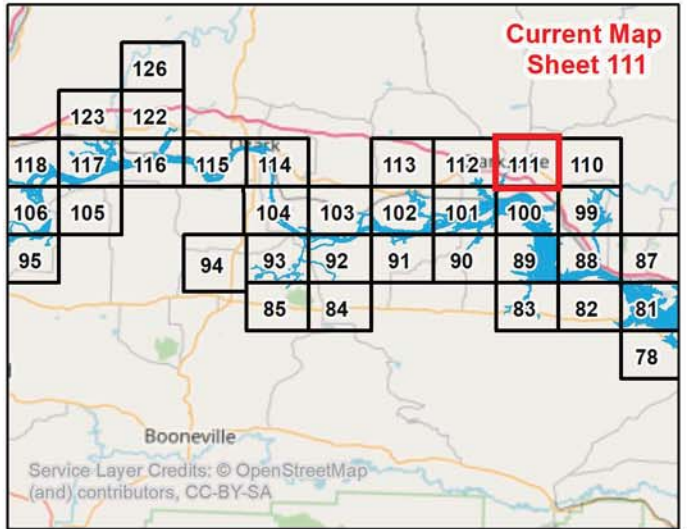 Current Map
Sheet 111
126
123 122
118 117 116 115 114 113 112 111 110
106 105 104 103 102 101 100 99
95 94 93 92 91 90 89 88 87
85 84 83 82 81
78
Booneville
Service Layer Credits: © OpenStreetMap
(and) contributors, CC-BY-SA